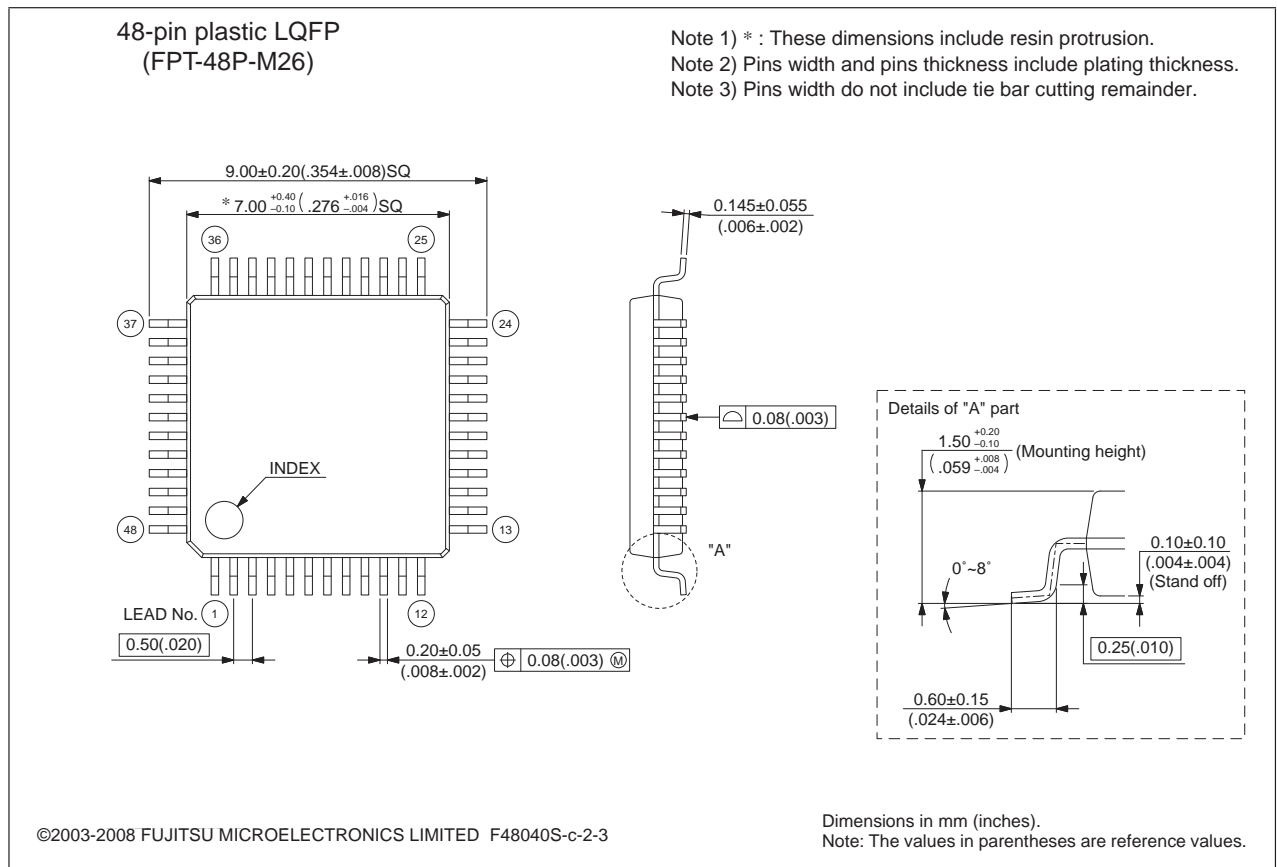 48-pin plastic LQFP
(FPT-48P-M26)
Note 1) * : These dimensions include resin protrusion.
Note 2) Pins width and pins thickness include plating thickness.
Note 3) Pins width do not include tie bar cutting remainder.
9.00±0.20(.354±.008)SQ
* 7.00 +0.40 –0.10 ( .276 +.016 –.004 )SQ
0.145±0.055
(.006±.002)
36
25
37
24
0.08(.003)
INDEX
48
13
"A"
LEAD No. 1
12
0.50(.020)
0.20±0.05
(.008±.002)
⌖ 0.08(.003) Ⓜ
Details of "A" part
1.50 +0.20 –0.10
( .059 +.008 –.004 )
(Mounting height)
0˚~8˚
0.10±0.10
(.004±.004)
(Stand off)
0.25(.010)
0.60±0.15
(.024±.006)
©2003-2008 FUJITSU MICROELECTRONICS LIMITED F48040S-c-2-3
Dimensions in mm (inches).
Note: The values in parentheses are reference values.